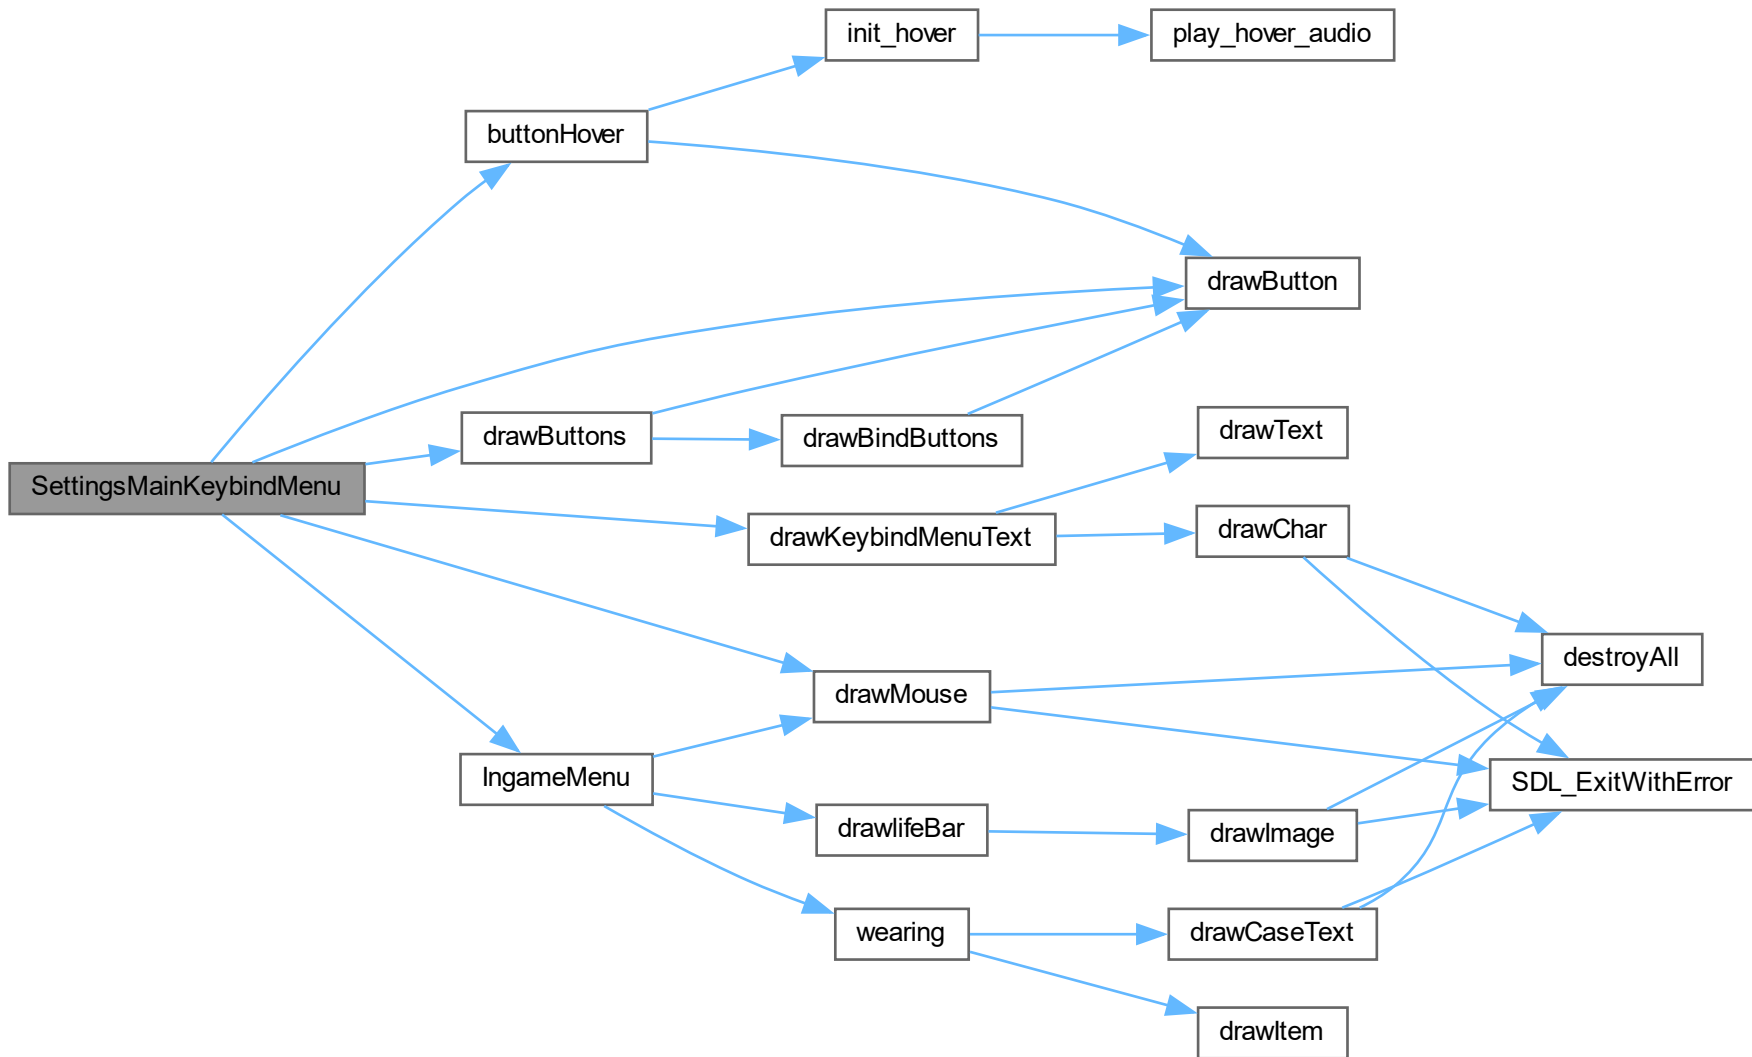 init_hover
play_hover_audio
buttonHover
drawButton
drawButtons
drawBindButtons
drawText
SettingsMainKeybindMenu
drawKeybindMenuText
drawChar
destroyAll
drawMouse
IngameMenu
SDL_ExitWithError
drawlifeBar
drawImage
wearing
drawCaseText
drawItem